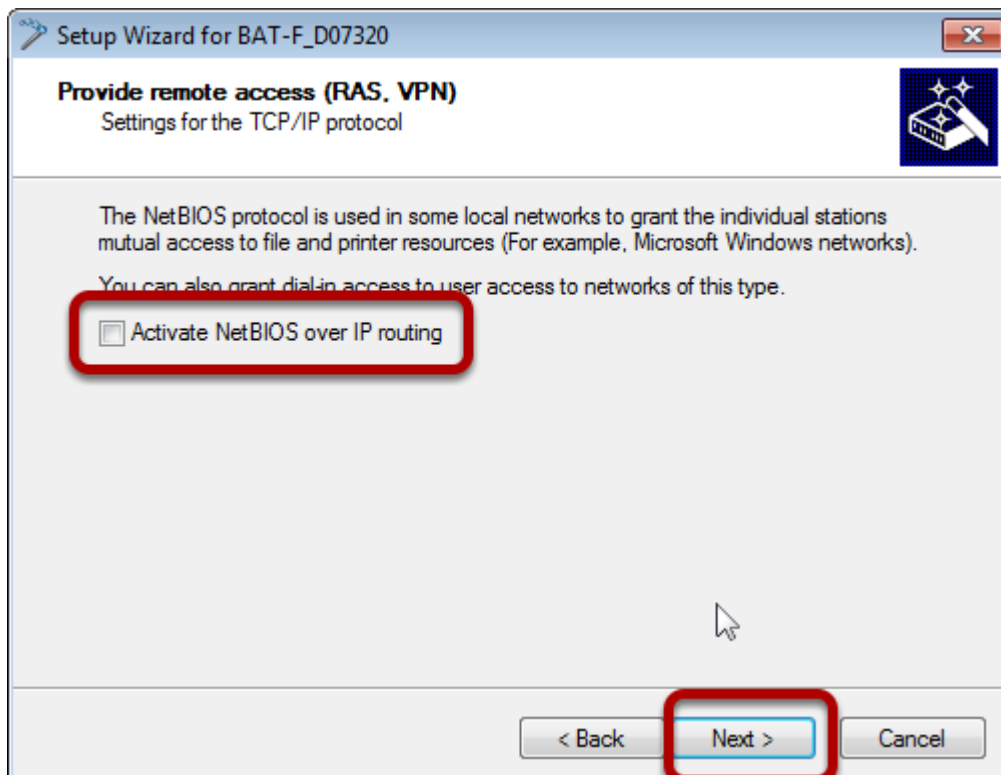 Setup Wizard for BAT-F_D07320
Provide remote access (RAS, VPN)
Settings for the TCP/IP protocol
The NetBIOS protocol is used in some local networks to grant the individual stations
mutual access to file and printer resources (For example, Microsoft Windows networks).
You can also grant dial-in access to user access to networks of this type.
Activate NetBIOS over IP routing
< Back
Next >
Cancel